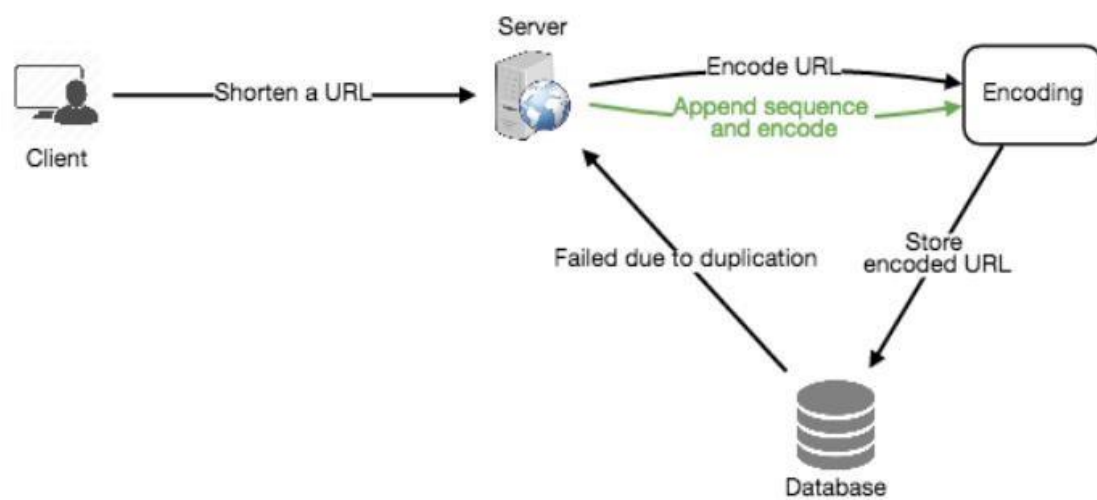 Server
Client
Shorten a URL
Encode URL
Append sequence
and encode
Encoding
Failed due to duplication
Store
encoded URL
Database